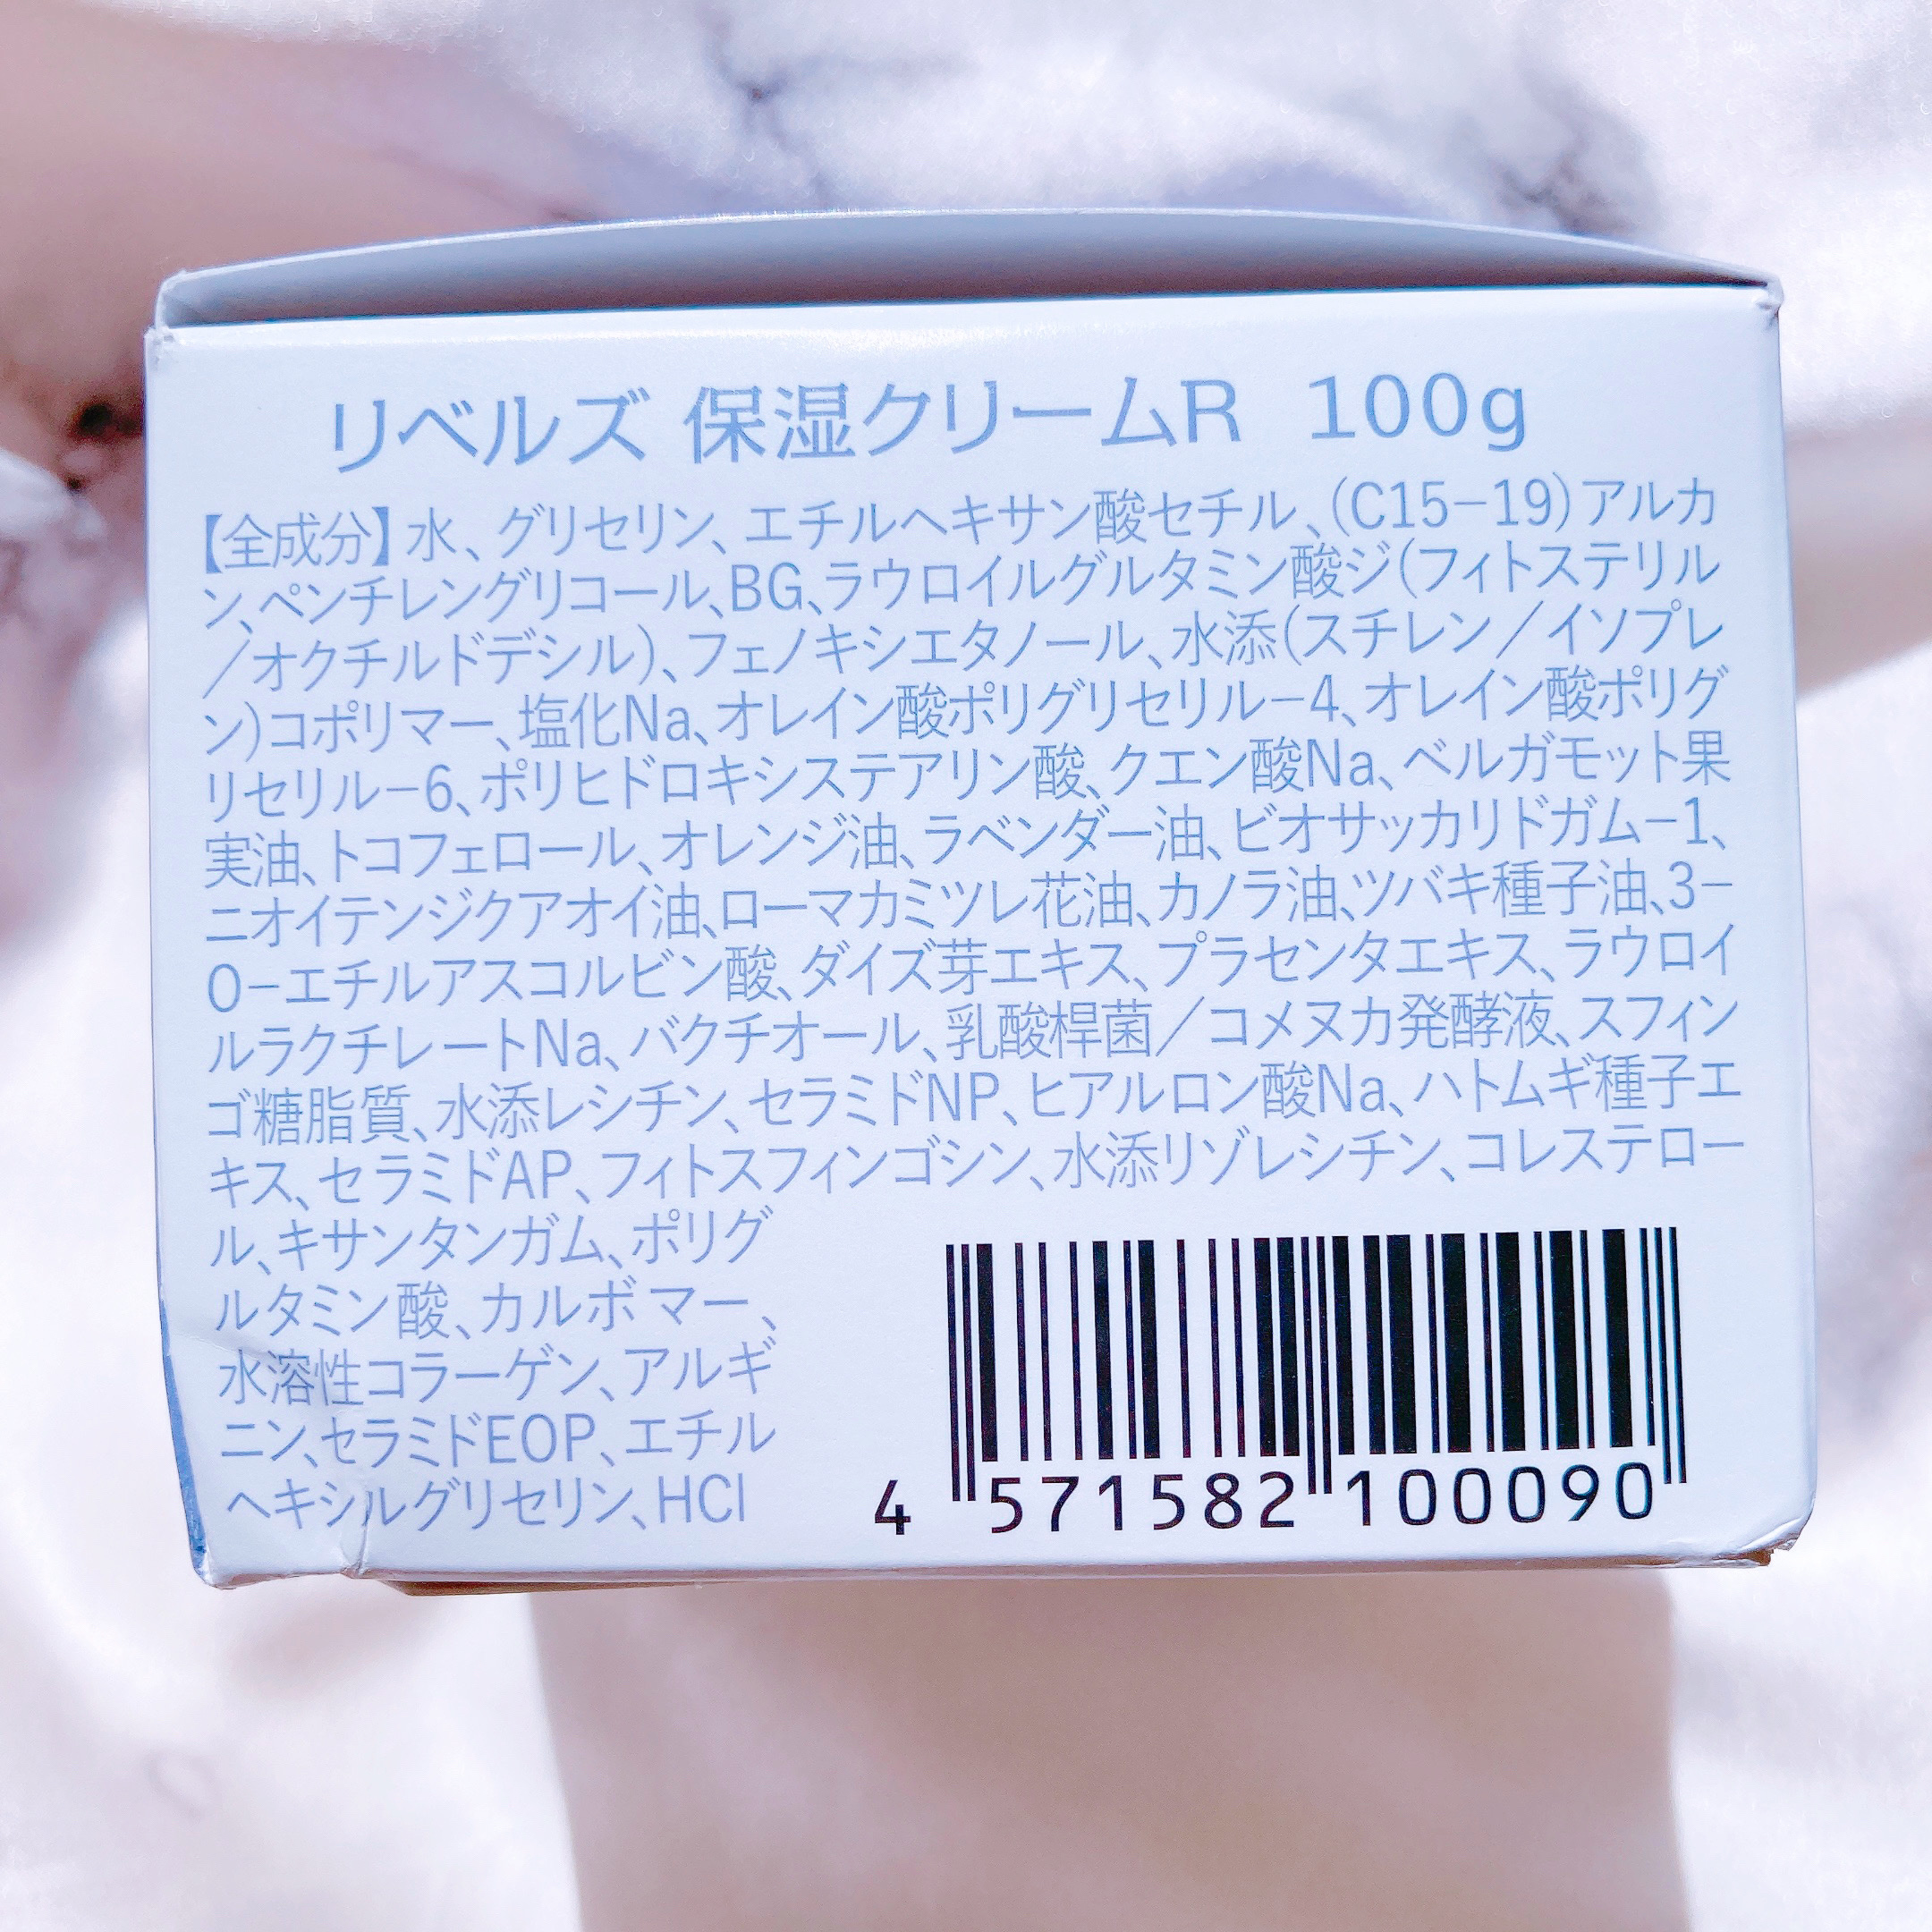 リベルズ 保湿クリームR 100g
【全成分】水、グリセリン、エチルヘキサン酸セチル、(C15−19)アルカ
ン、ペンチレングリコール、BG、ラウロイルグルタミン酸ジ(フィトステリル
／オクチルドデシル)、フェノキシエタノール、水添(スチレン／イソプレ
ン)コポリマー、塩化Na、オレイン酸ポリグリセリル−4、オレイン酸ポリグ
リセリル−6、ポリヒドロキシステアリン酸、クエン酸Na、ベルガモット果
実油、トコフェロール、オレンジ油、ラベンダー油、ビオサッカリドガム−1、
ニオイテンジクアオイ油、ローマカミツレ花油、カノラ油、ツバキ種子油、3−
O−エチルアスコルビン酸、ダイズ芽エキス、プラセンタエキス、ラウロイ
ルラクチレートNa、バクチオール、乳酸桿菌／コメヌカ発酵液、スフィン
ゴ糖脂質、水添レシチン、セラミドNP、ヒアルロン酸Na、ハトムギ種子エ
キス、セラミドAP、フィトスフィンゴシン、水添リゾレシチン、コレステロー
ル、キサンタンガム、ポリグ
ルタミン酸、カルボマー、
水溶性コラーゲン、アルギ
ニン、セラミドEOP、エチル
ヘキシルグリセリン、HCl
4 571582 100090